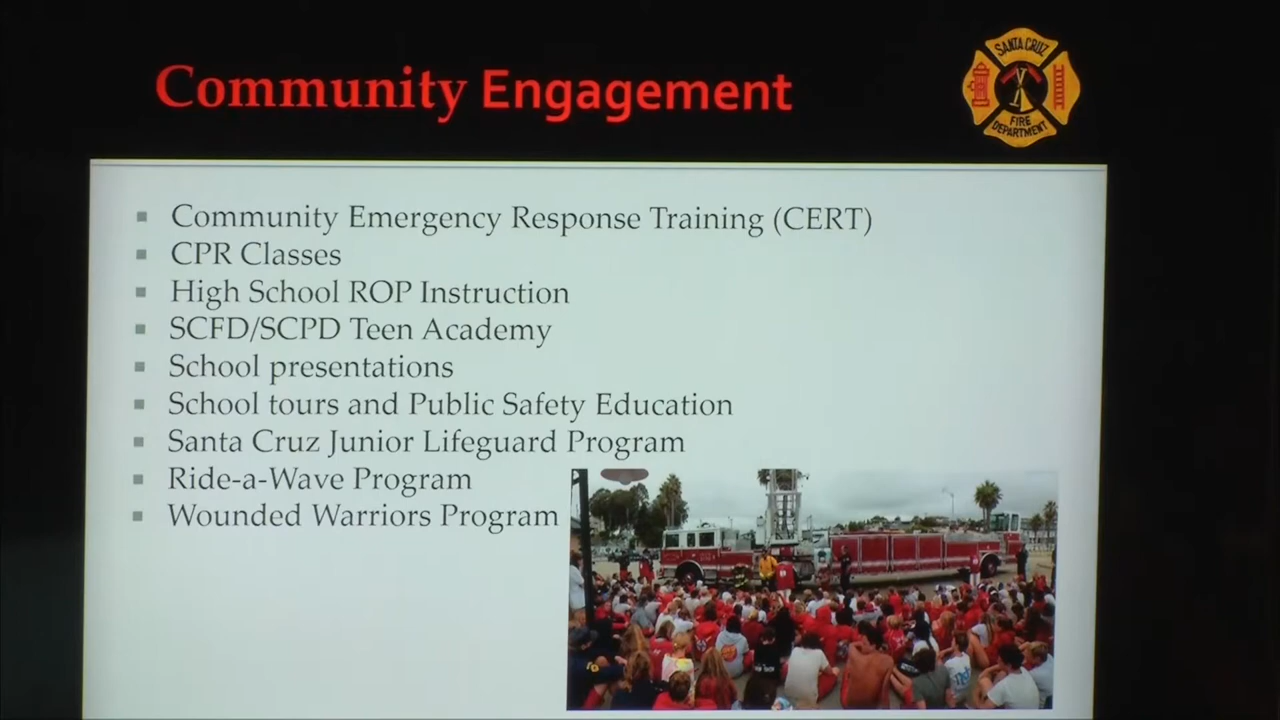 Community Engagement
SANTA CRUZ
FIRE
DEPARTMENT
Community Emergency Response Training (CERT)
CPR Classes
High School ROP Instruction
SCFD/SCPD Teen Academy
School presentations
School tours and Public Safety Education
Santa Cruz Junior Lifeguard Program
Ride-a-Wave Program
Wounded Warriors Program